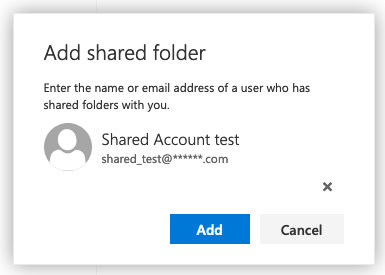 Add shared folder
Enter the name or email address of a user who has
shared folders with you.
Shared Account test
shared_test@******.com
Add
Cancel